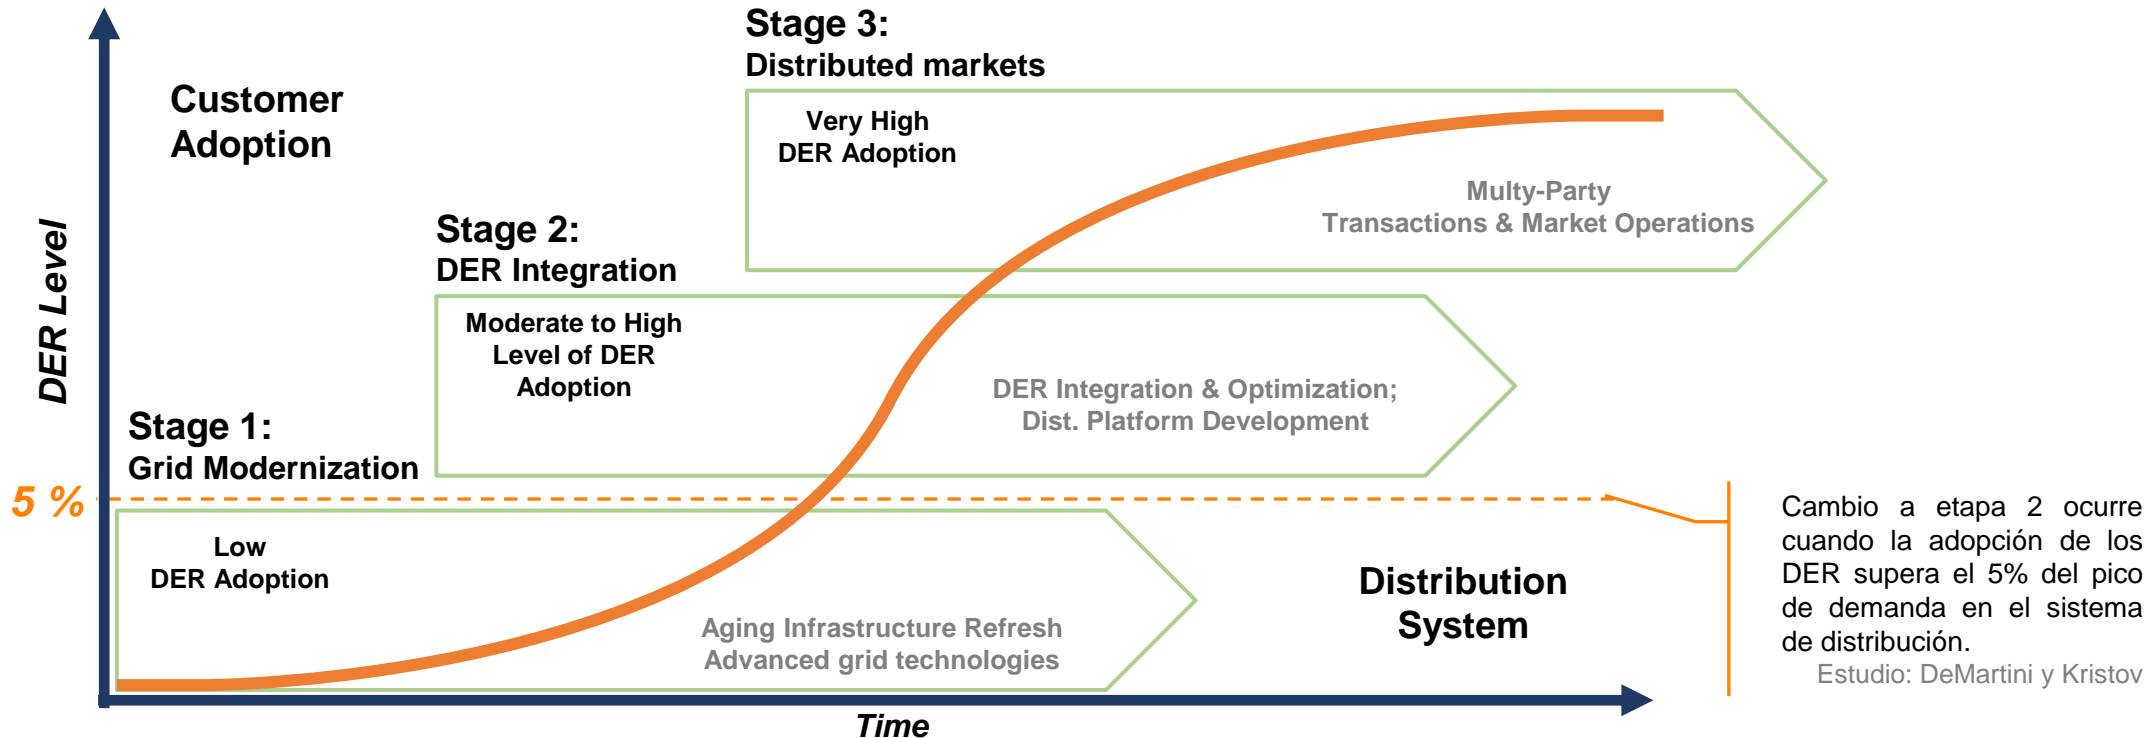 Stage 3:
Distributed markets
Customer
Adoption
Very High
DER Adoption
Multy-Party
Transactions & Market Operations
Stage 2:
DER Integration
DER Level
Moderate to High
Level of DER
Adoption
DER Integration & Optimization;
Dist. Platform Development
Stage 1:
Grid Modernization
5 %
Low
DER Adoption
Aging Infrastructure Refresh
Advanced grid technologies
Distribution
System
Cambio a etapa 2 ocurre
cuando la adopción de los
DER supera el 5% del pico
de demanda en el sistema
de distribución.
Estudio: DeMartini y Kristov
Time